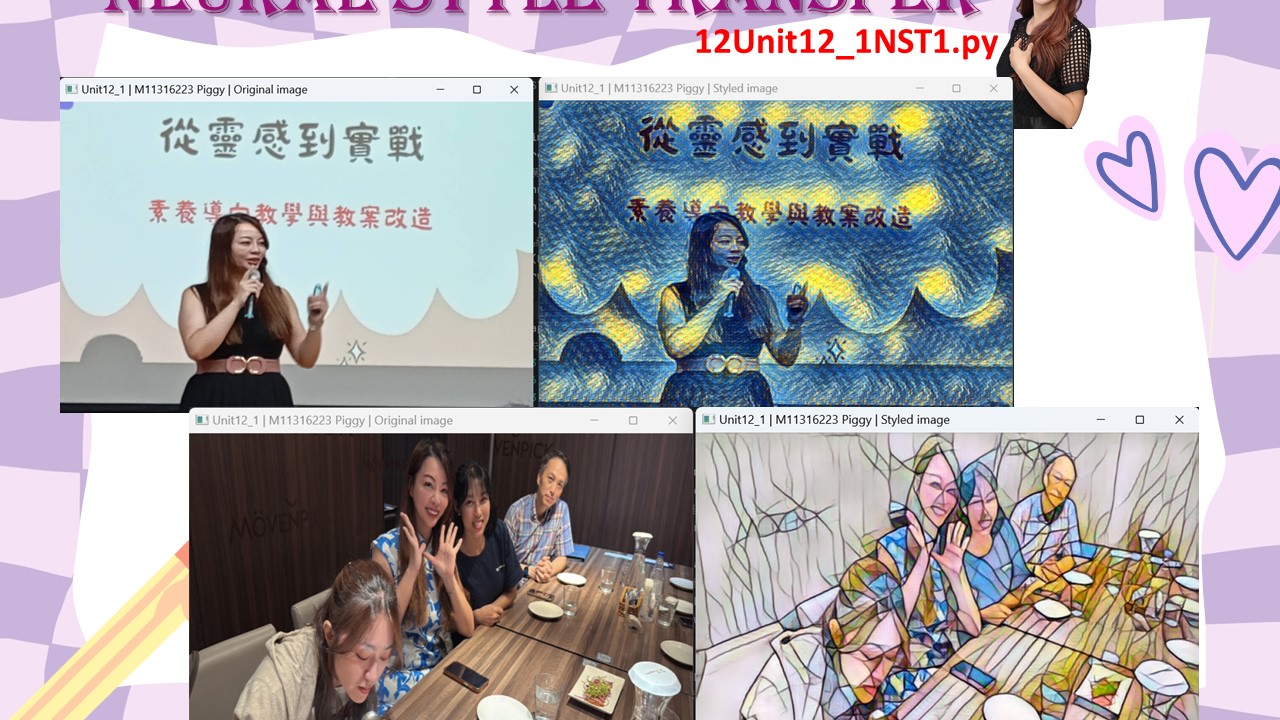 NEURAL STYLE TRANSFER
12Unit12_1NST1.py
Unit12_1 | M11316223 Piggy | Original image
Unit12_1 | M11316223 Piggy | Styled image
從靈感到實戰
素養導向教學與教案改造
從靈感到實戰
素養導向教學與教案改造
Unit12_1 | M11316223 Piggy | Original image
Unit12_1 | M11316223 Piggy | Styled image
VENPICK
MÖVENP